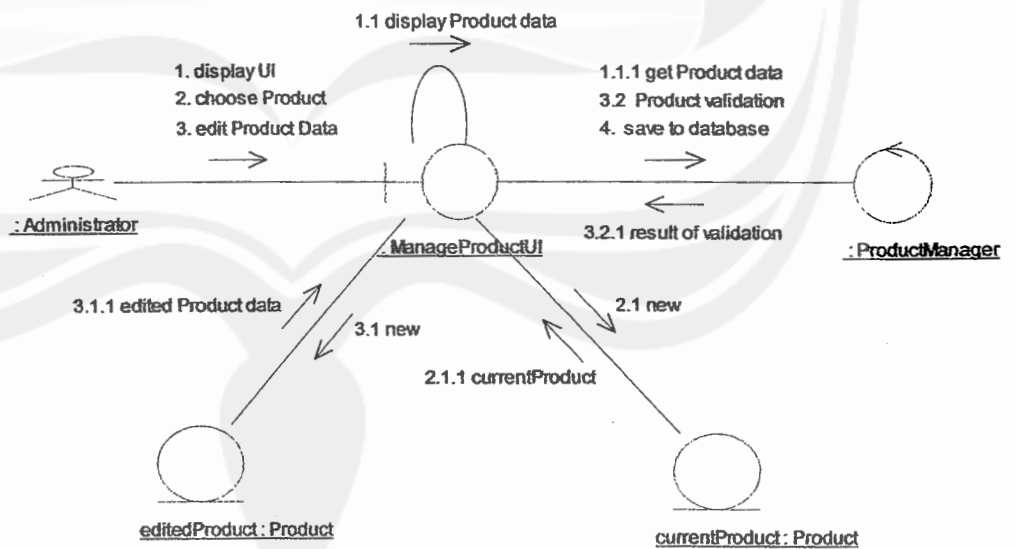 1.1 display Product data
1. display UI
2. choose Product
3. edit Product Data
1.1.1 get Product data
3.2 Product validation
4. save to database
: Administrator
: ManageProductUI
3.2.1 result of validation
: ProductManager
3.1.1 edited Product data
3.1 new
2.1 new
2.1.1 currentProduct
editedProduct : Product
currentProduct : Product